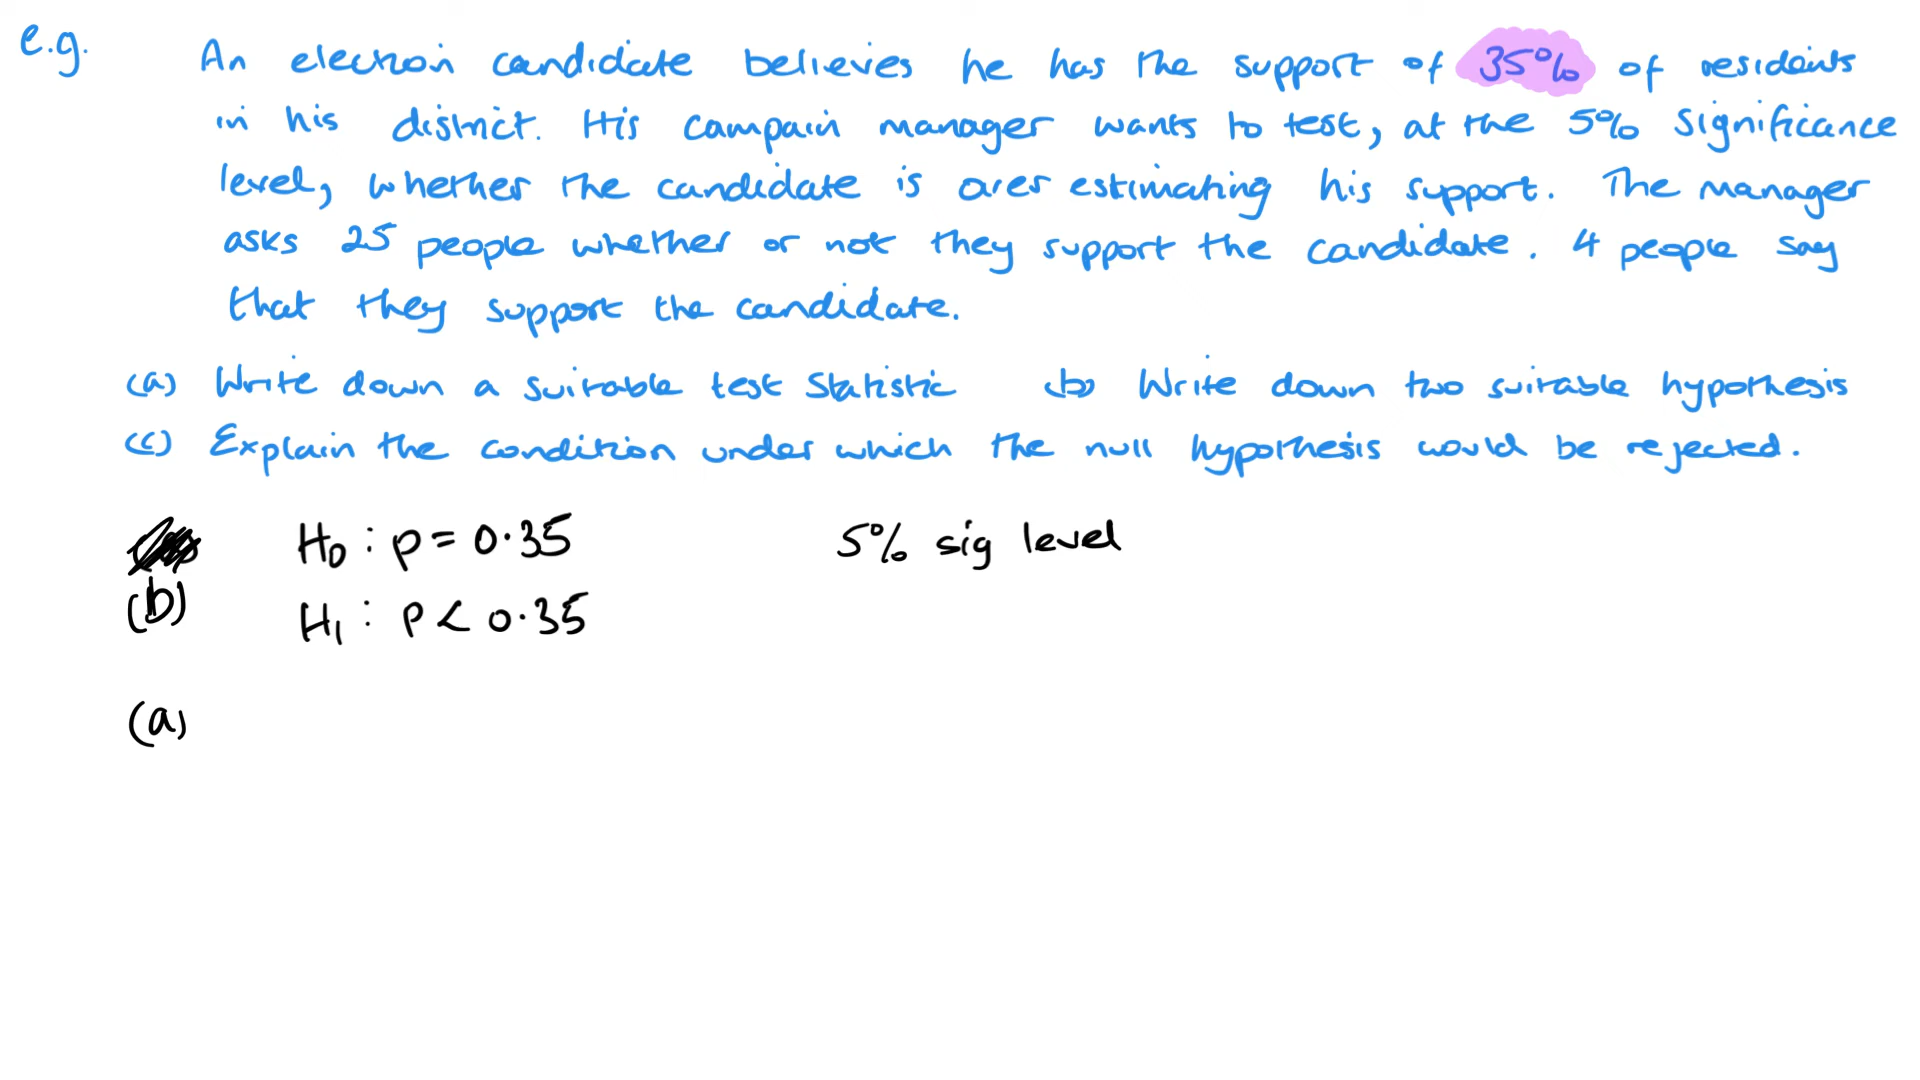 e.g. An election candidate believes he has the support of 35% of residents
in his district. His campain manager wants to test, at the 5% significance
level, whether the candidate is over estimating his support. The manager
asks 25 people whether or not they support the candidate. 4 people say
that they support the candidate.
(a) Write down a suitable test statistic (b) Write down two suitable hypothesis
(c) Explain the condition under which the null hypothesis would be rejected.
H₀ : p = 0.35 5% sig level
(b) H₁ : p < 0.35
(a)